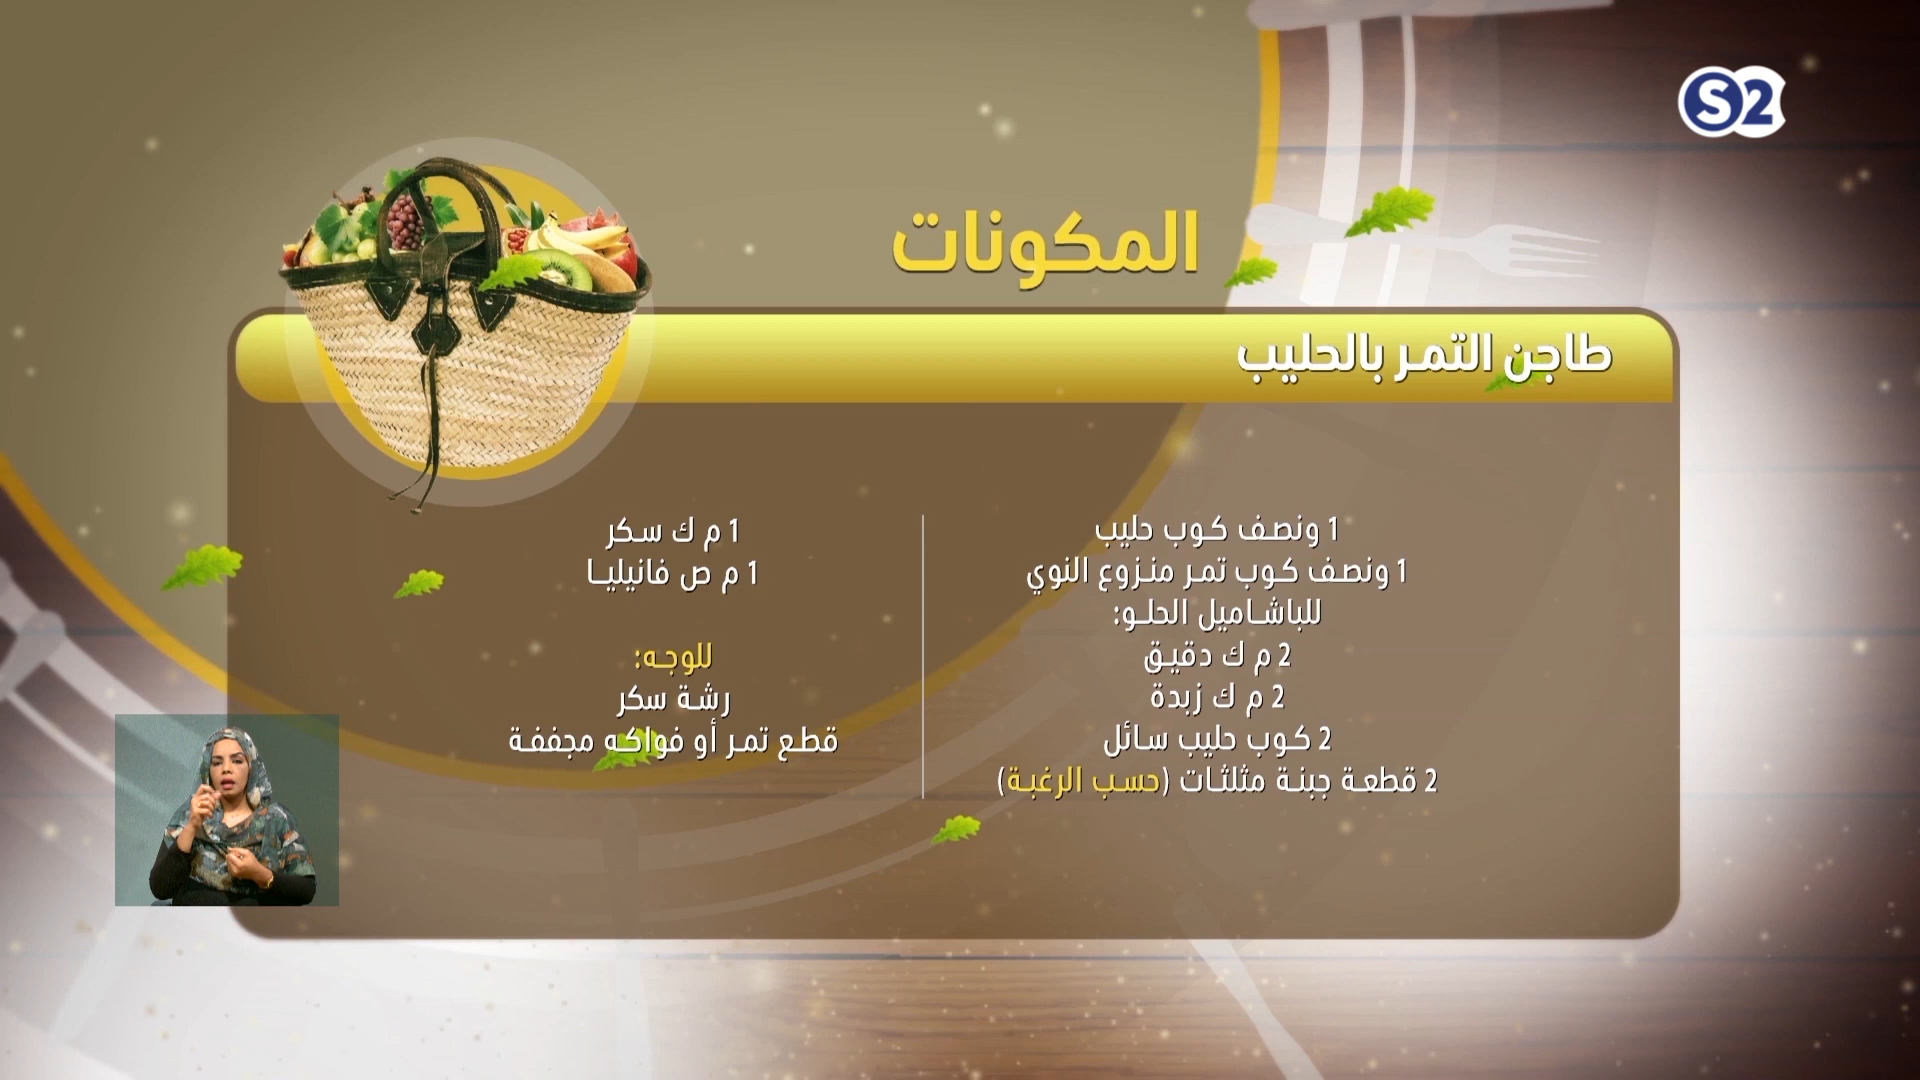 S2
المكونات
طاجن التمر بالحليب
1 ونصف كوب حليب
1 ونصف كوب تمر منزوع النوي
للباشاميل الحلو:
2 م ك دقيق
2 م ك زبدة
2 كوب حليب سائل
2 قطعة جبنة مثلثات (حسب الرغبة)
1 م ك سكر
1 م ص فانيليا
للوجه:
رشة سكر
قطع تمر أو فواكه مجففة